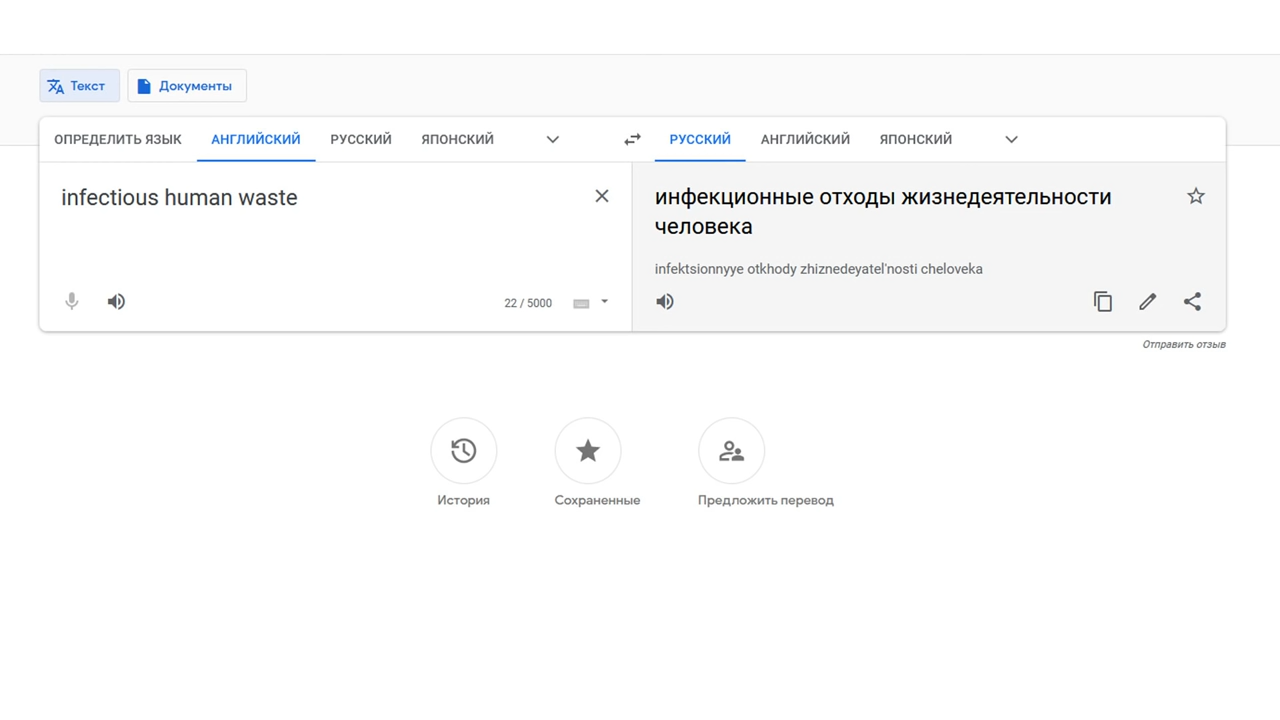 Текст
Документы
ОПРЕДЕЛИТЬ ЯЗЫК
АНГЛИЙСКИЙ
РУССКИЙ
ЯПОНСКИЙ
РУССКИЙ
АНГЛИЙСКИЙ
ЯПОНСКИЙ
infectious human waste
22 / 5000
инфекционные отходы жизнедеятельности
человека
infektsionnyye otkhody zhiznedeyatel'nosti cheloveka
Отправить отзыв
История
Сохраненные
Предложить перевод